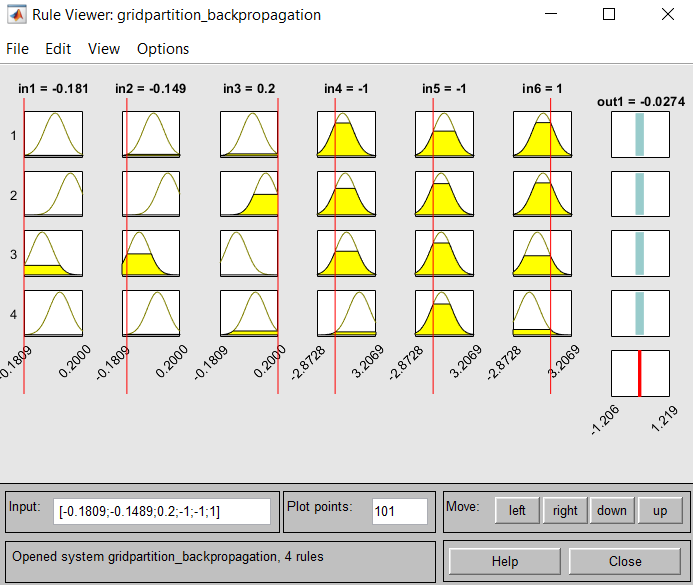 Rule Viewer: gridpartition_backpropagation
File Edit View Options
in1 = -0.181 in2 = -0.149 in3 = 0.2 in4 = -1 in5 = -1 in6 = 1
out1 = -0.0274
1
2
3
4
-0.1809 0.2000 -0.1809 0.2000 -0.1809 0.2000 -2.8728 3.2069 -2.8728 3.2069 -2.8728 3.2069
-1.206 1.219
Input: [-0.1809;-0.1489;0.2;-1;-1;1] Plot points: 101 Move: left right down up
Opened system gridpartition_backpropagation, 4 rules Help Close